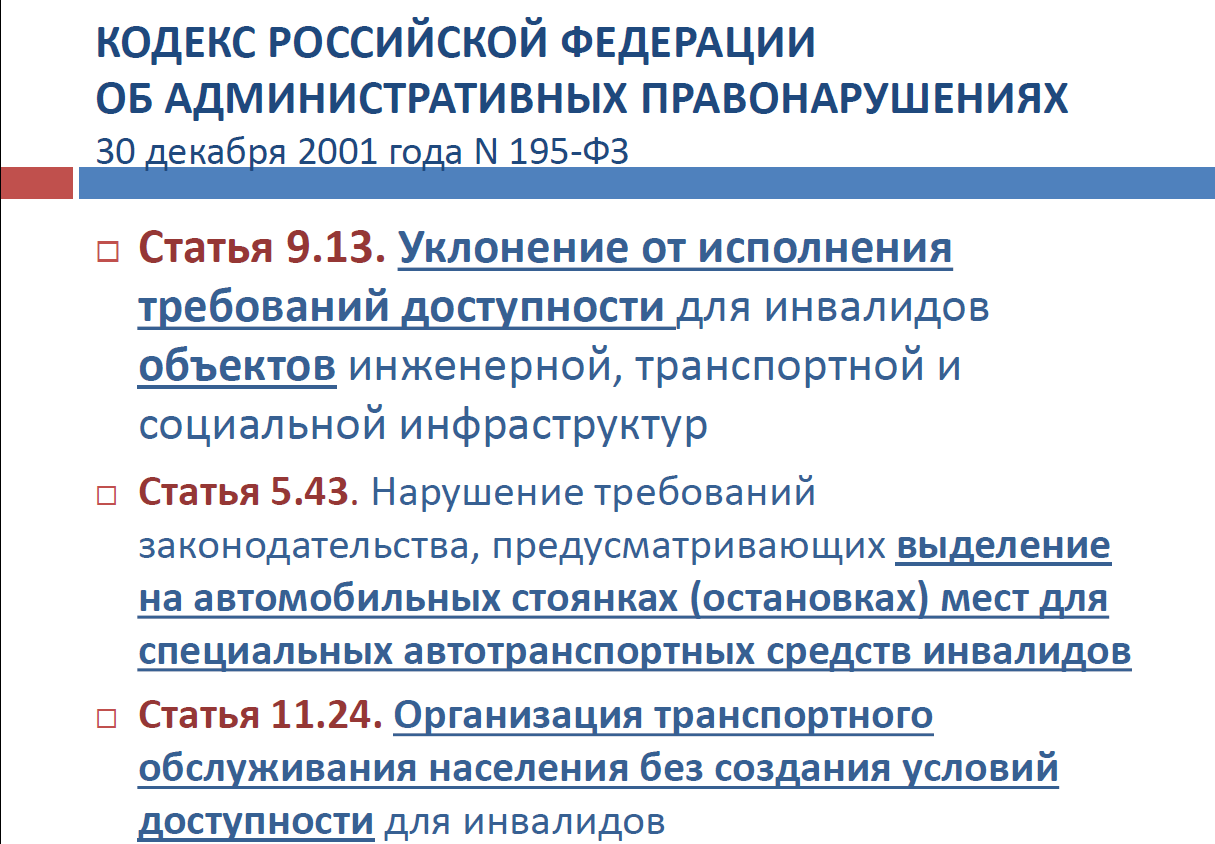 КОДЕКС РОССИЙСКОЙ ФЕДЕРАЦИИ
ОБ АДМИНИСТРАТИВНЫХ ПРАВОНАРУШЕНИЯХ
30 декабря 2001 года N 195-ФЗ
Статья 9.13. Уклонение от исполнения
требований доступности для инвалидов
объектов инженерной, транспортной и
социальной инфраструктур
Статья 5.43. Нарушение требований
законодательства, предусматривающих выделение
на автомобильных стоянках (остановках) мест для
специальных автотранспортных средств инвалидов
Статья 11.24. Организация транспортного
обслуживания населения без создания условий
доступности для инвалидов